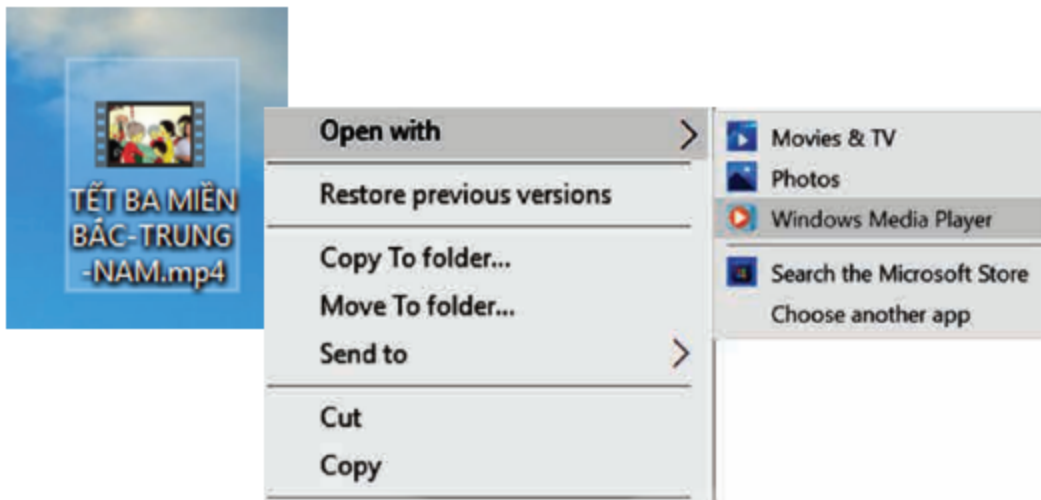 TẾT BA MIỀN
BẮC-TRUNG
-NAM.mp4
Open with
Restore previous versions
Copy To folder...
Move To folder...
Send to
Cut
Copy
Movies & TV
Photos
Windows Media Player
Search the Microsoft Store
Choose another app